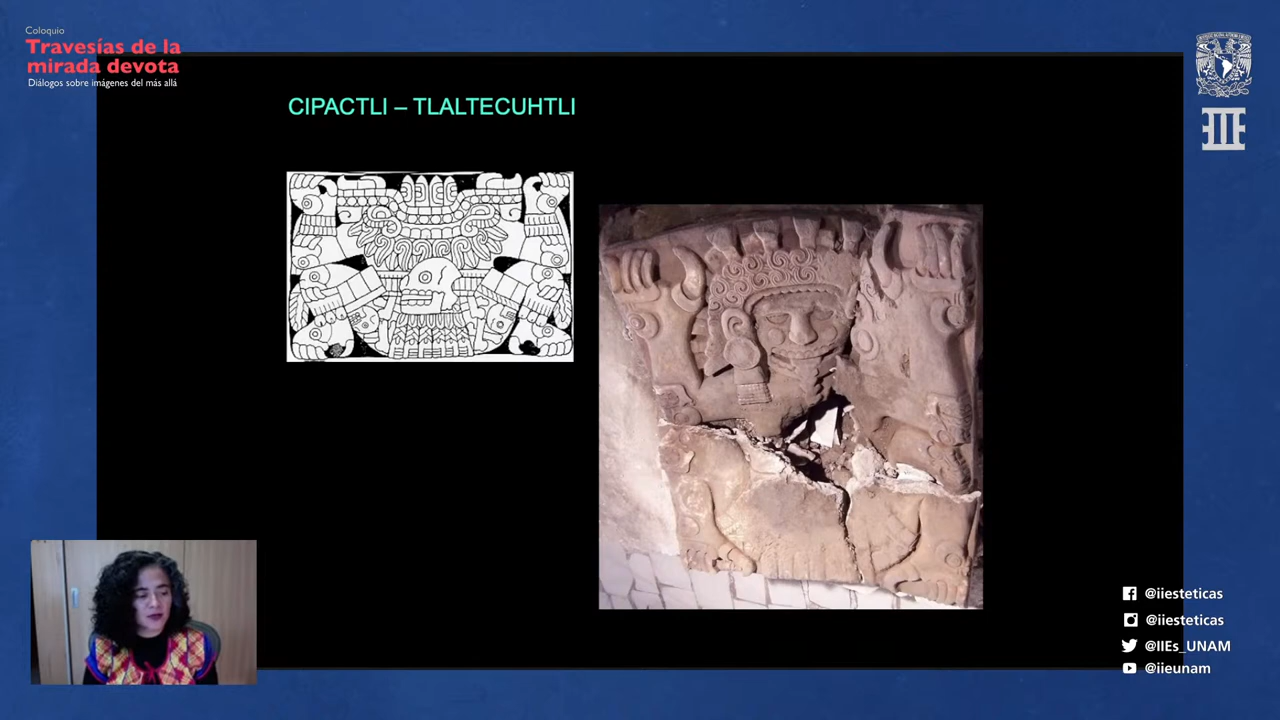 Coloquio
Travesías de la
mirada devota
Diálogos sobre imágenes del más allá
CIPACTLI – TLALTECUHTLI
@iiesteticas
@iiesteticas
@IIEs_UNAM
@iieunam